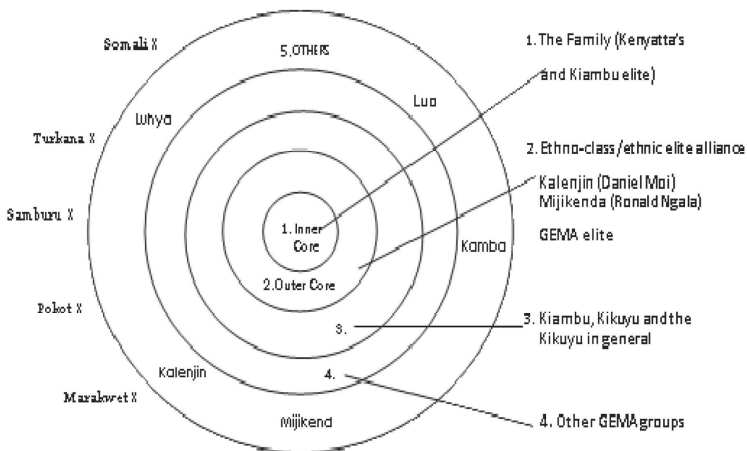 Somali X
5.OTHERS
Luhya
Luo
Turkana X
Samburu X
1. Inner
Core
Kamba
2.Outer Core
Pokot X
3.
Kalenjin
4.
Marakwet X
Mijikend
1. The Family (Kenyatta's
and Kiambu elite)
2. Ethno-class/ethnic elite alliance
Kalenjin (Daniel Moi)
Mijikenda (Ronald Ngala)
GEMA elite
3. Kiambu, Kikuyu and the
Kikuyu in general
4. Other GEMA groups